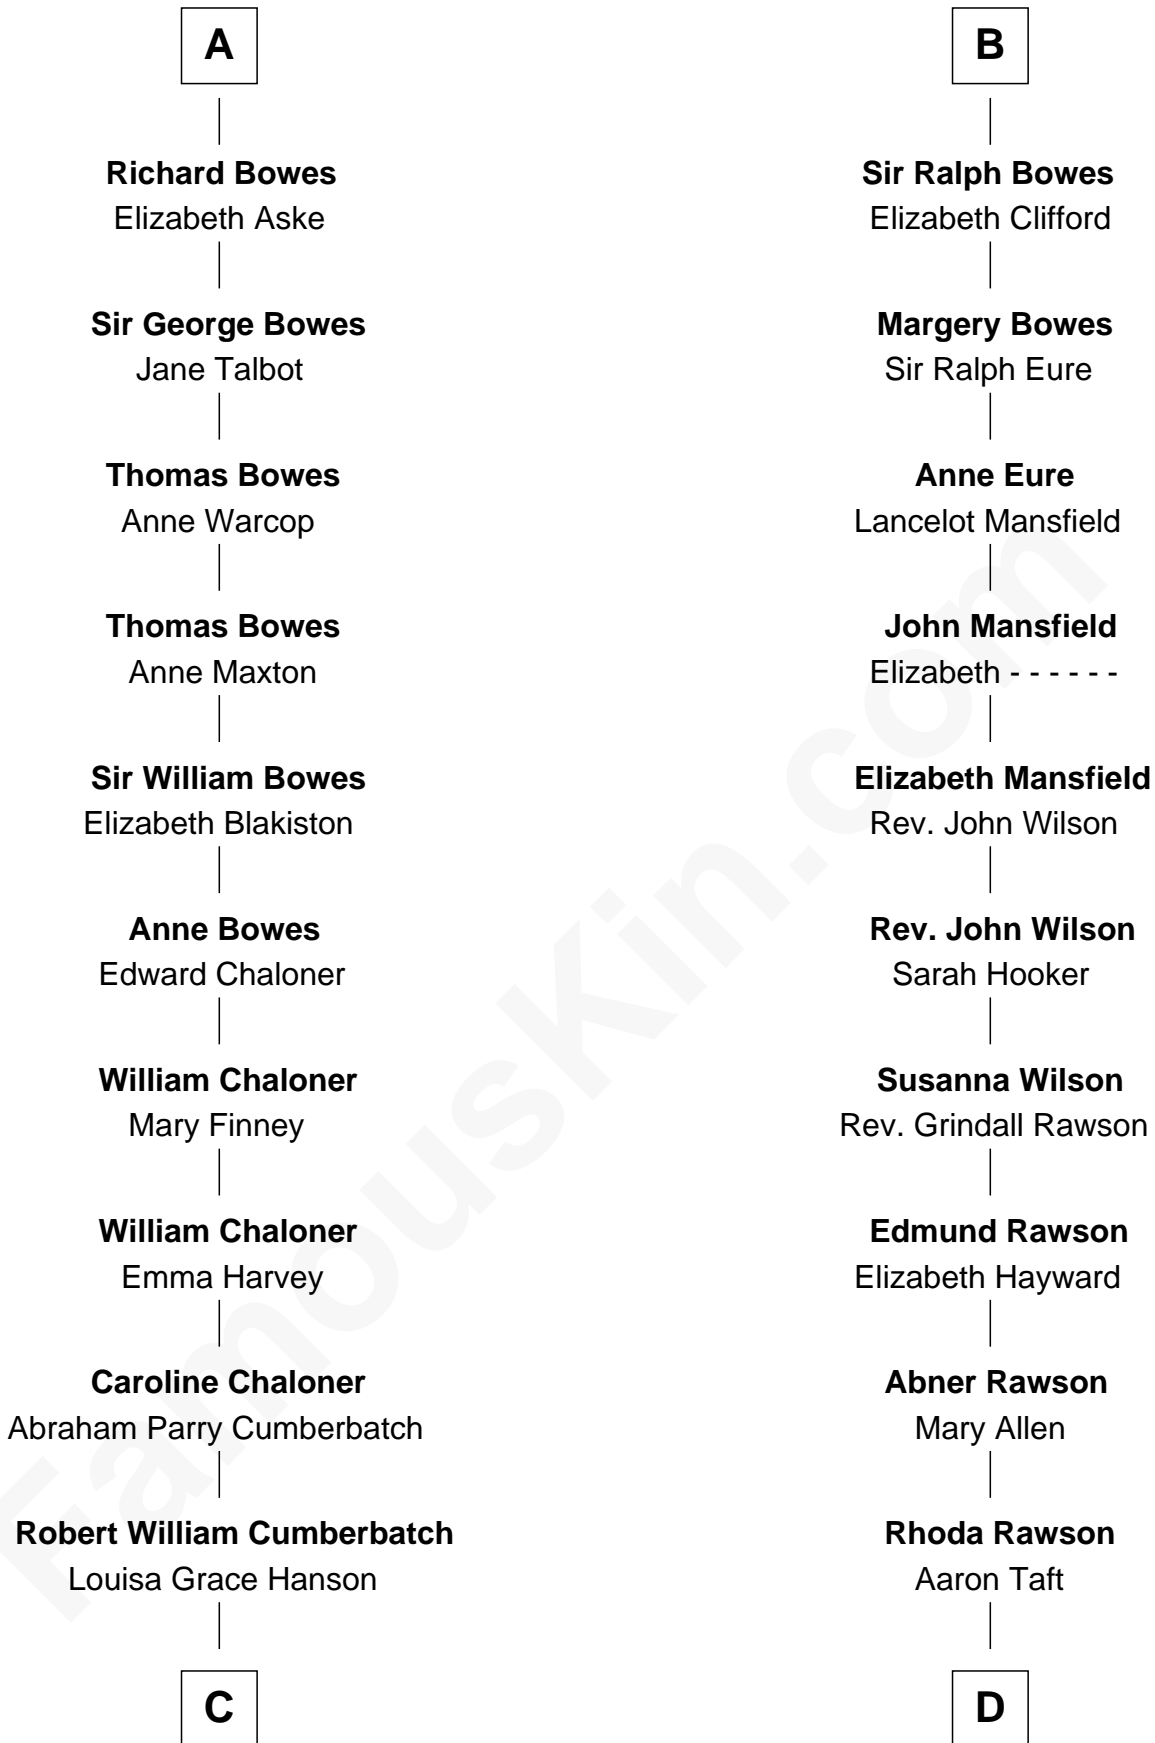 A
Richard Bowes
Elizabeth Aske
Sir George Bowes
Jane Talbot
Thomas Bowes
Anne Warcop
Thomas Bowes
Anne Maxton
Sir William Bowes
Elizabeth Blakiston
Anne Bowes
Edward Chaloner
William Chaloner
Mary Finney
William Chaloner
Emma Harvey
Caroline Chaloner
Abraham Parry Cumberbatch
Robert William Cumberbatch
Louisa Grace Hanson
C
B
Sir Ralph Bowes
Elizabeth Clifford
Margery Bowes
Sir Ralph Eure
Anne Eure
Lancelot Mansfield
John Mansfield
Elizabeth - - - - - -
Elizabeth Mansfield
Rev. John Wilson
Rev. John Wilson
Sarah Hooker
Susanna Wilson
Rev. Grindall Rawson
Edmund Rawson
Elizabeth Hayward
Abner Rawson
Mary Allen
Rhoda Rawson
Aaron Taft
D
FamousKin.com